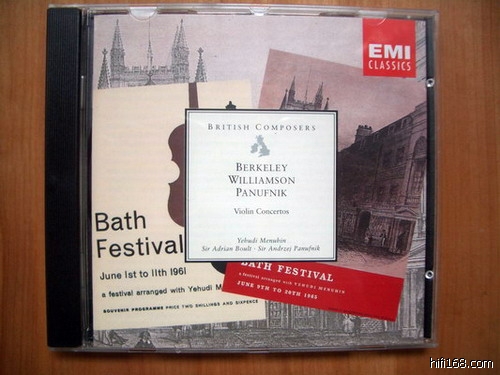 EMI
CLASSICS
BRITISH COMPOSERS
BERKELEY
WILLIAMSON
PANUFNIK
Violin Concertos
Yehudi Menuhin
Sir Adrian Boult · Sir Andrzej Panufnik
Bath
Festival
June 1st to 11th 1961
a festival arranged with Yehudi M
SOUVENIR PROGRAMME PRICE TWO SHILLINGS AND SIXPENCE
BATH FESTIVAL
a festival arranged with YEHUDI MENUHIN
JUNE 9TH TO 20TH
hifi168.com